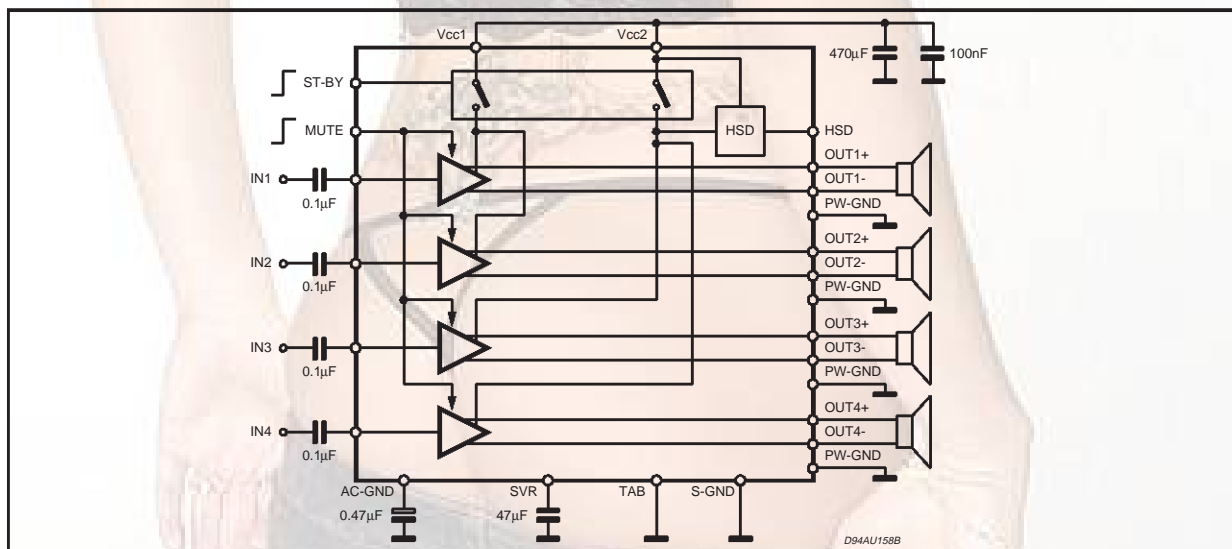 Vcc1
Vcc2
470µF
100nF
ST-BY
MUTE
HSD
HSD
IN1
0.1µF
OUT1+
OUT1-
PW-GND
IN2
0.1µF
OUT2+
OUT2-
PW-GND
IN3
0.1µF
OUT3+
OUT3-
PW-GND
IN4
0.1µF
OUT4+
OUT4-
PW-GND
AC-GND
0.47µF
SVR
47µF
TAB
S-GND
D94AU158B